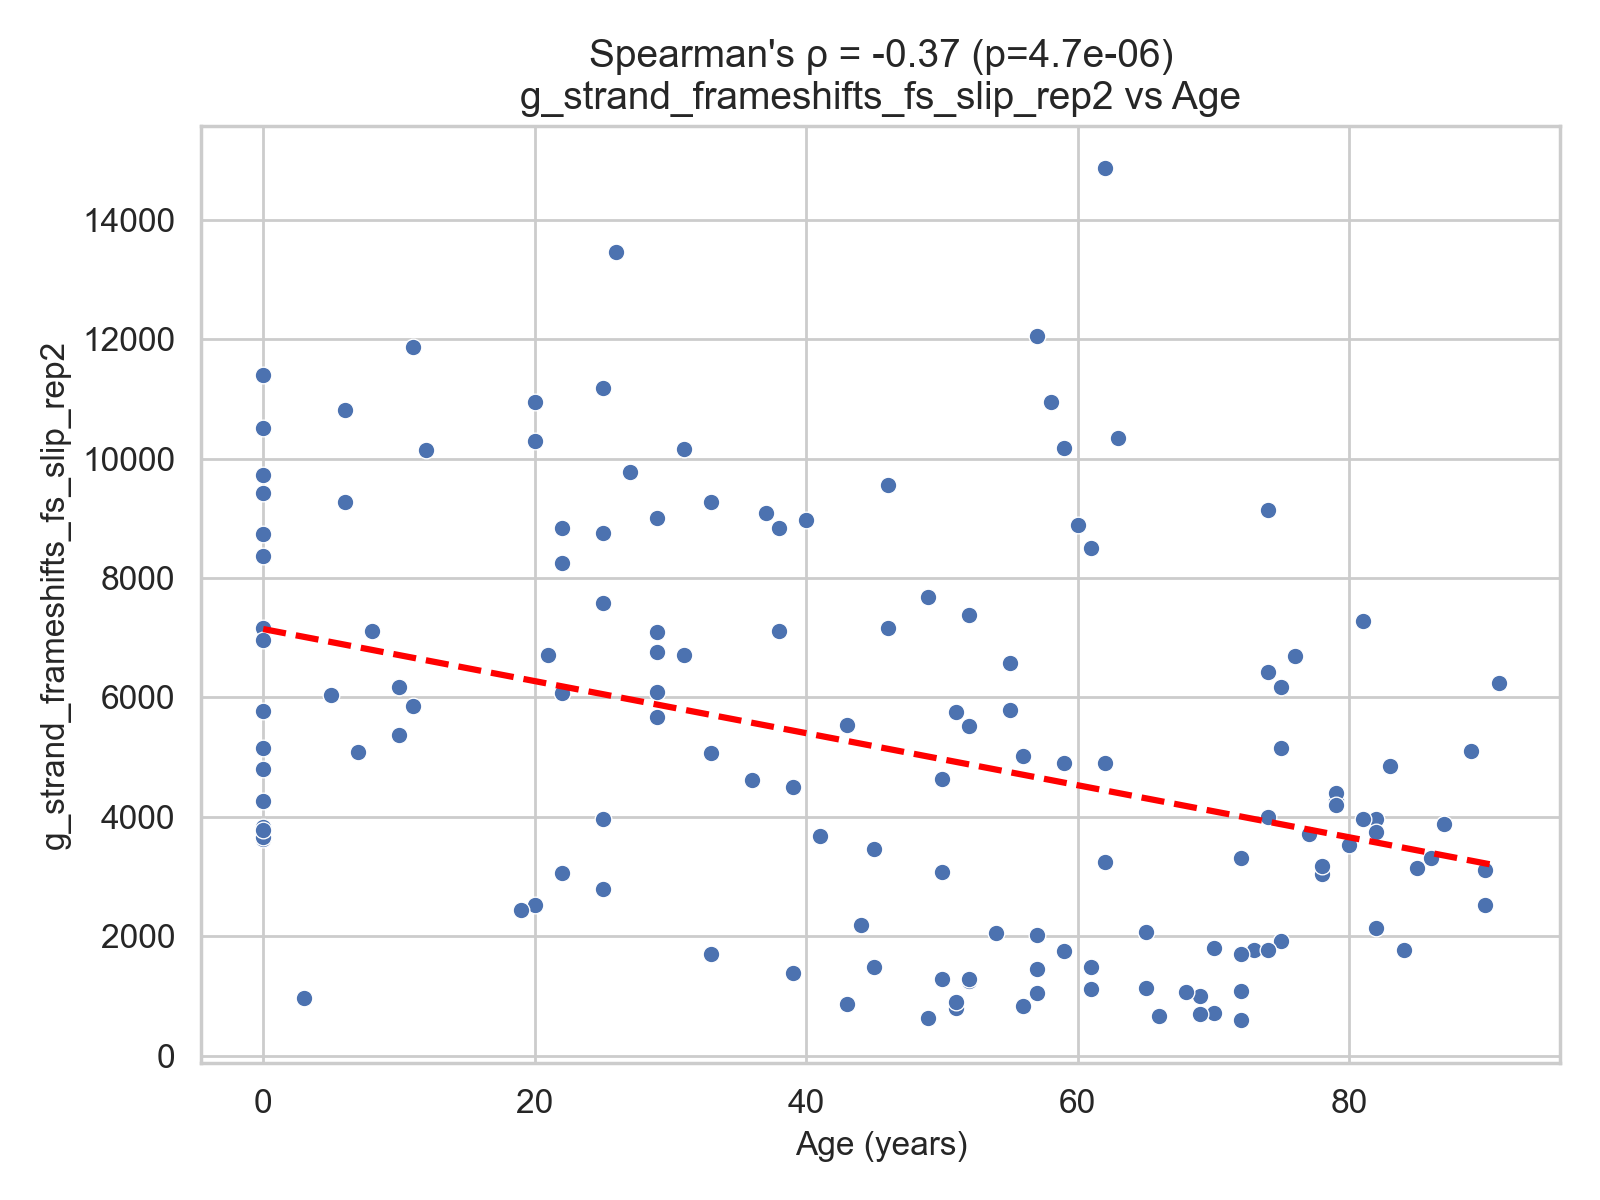 Spearman's ρ = -0.37 (p=4.7e-06)
g_strand_frameshifts_fs_slip_rep2 vs Age
g_strand_frameshifts_fs_slip_rep2
14000
12000
10000
8000
6000
4000
2000
0
0 20 40 60 80
Age (years)